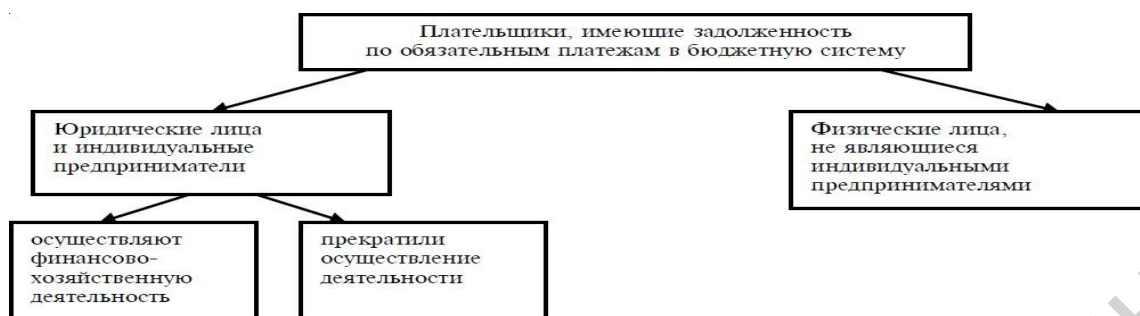 Плательщики, имеющие задолженность
по обязательным платежам в бюджетную систему
Юридические лица
и индивидуальные
предприниматели
Физические лица,
не являющиеся
индивидуальными
предпринимателями
осуществляют
финансово-
хозяйственную
деятельность
прекратили
осуществление
деятельности